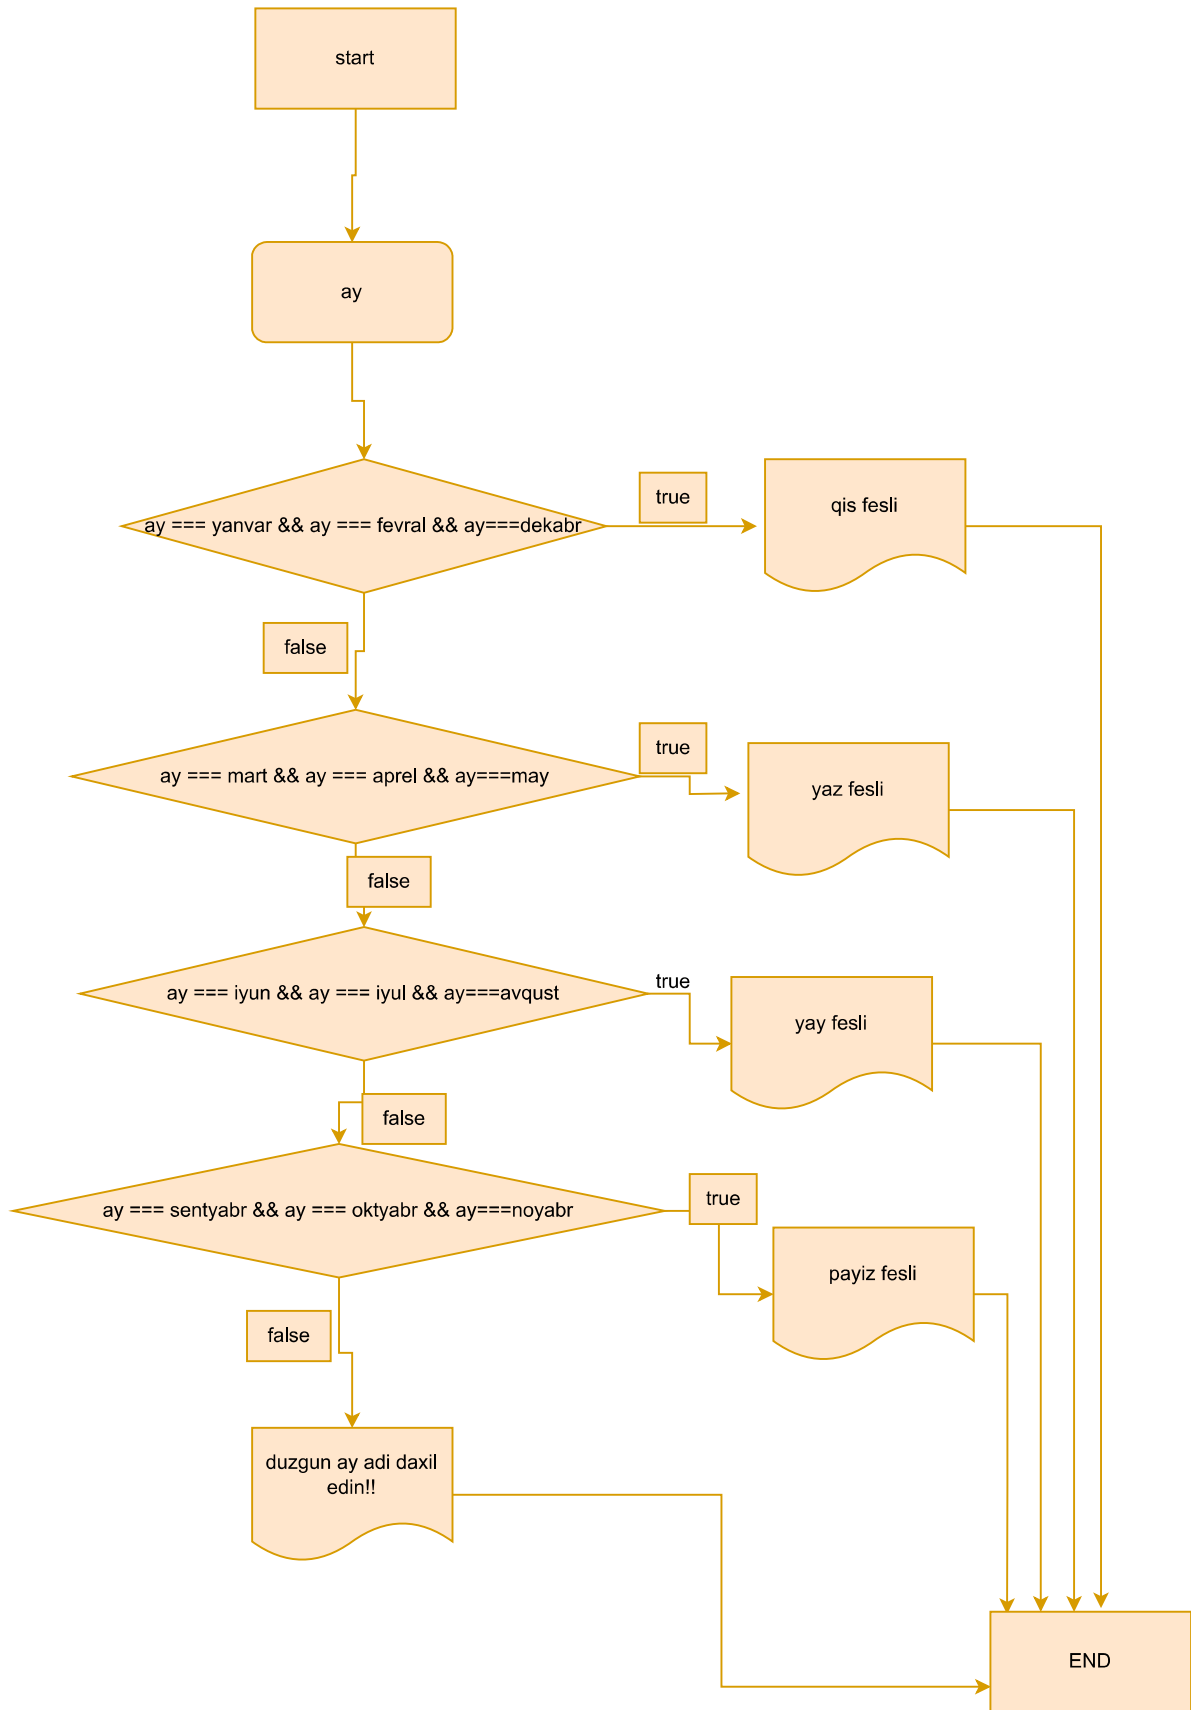 start
ay
ay === yanvar && ay === fevral && ay===dekabr
true
qis fesli
false
ay === mart && ay === aprel && ay===may
true
yaz fesli
false
ay === iyun && ay === iyul && ay===avqust
true
yay fesli
false
ay === sentyabr && ay === oktyabr && ay===noyabr
true
payiz fesli
false
duzgun ay adi daxil
edin!!
END